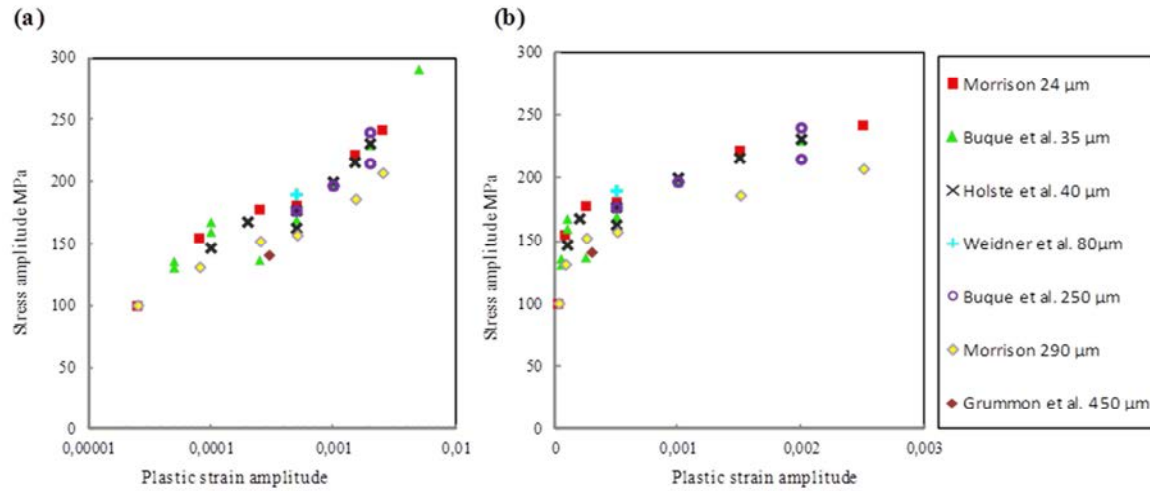 (a)
(b)
300
250
200
150
100
50
0
0,00001
0,0001
0,001
0,01
Stress amplitude MPa
Plastic strain amplitude
300
250
200
150
100
50
0
0
0,001
0,002
0,003
Stress amplitude MPa
Plastic strain amplitude
Morrison 24 µm
Buque et al. 35 µm
Holste et al. 40 µm
Weidner et al. 80µm
Buque et al. 250 µm
Morrison 290 µm
Grummon et al. 450 µm